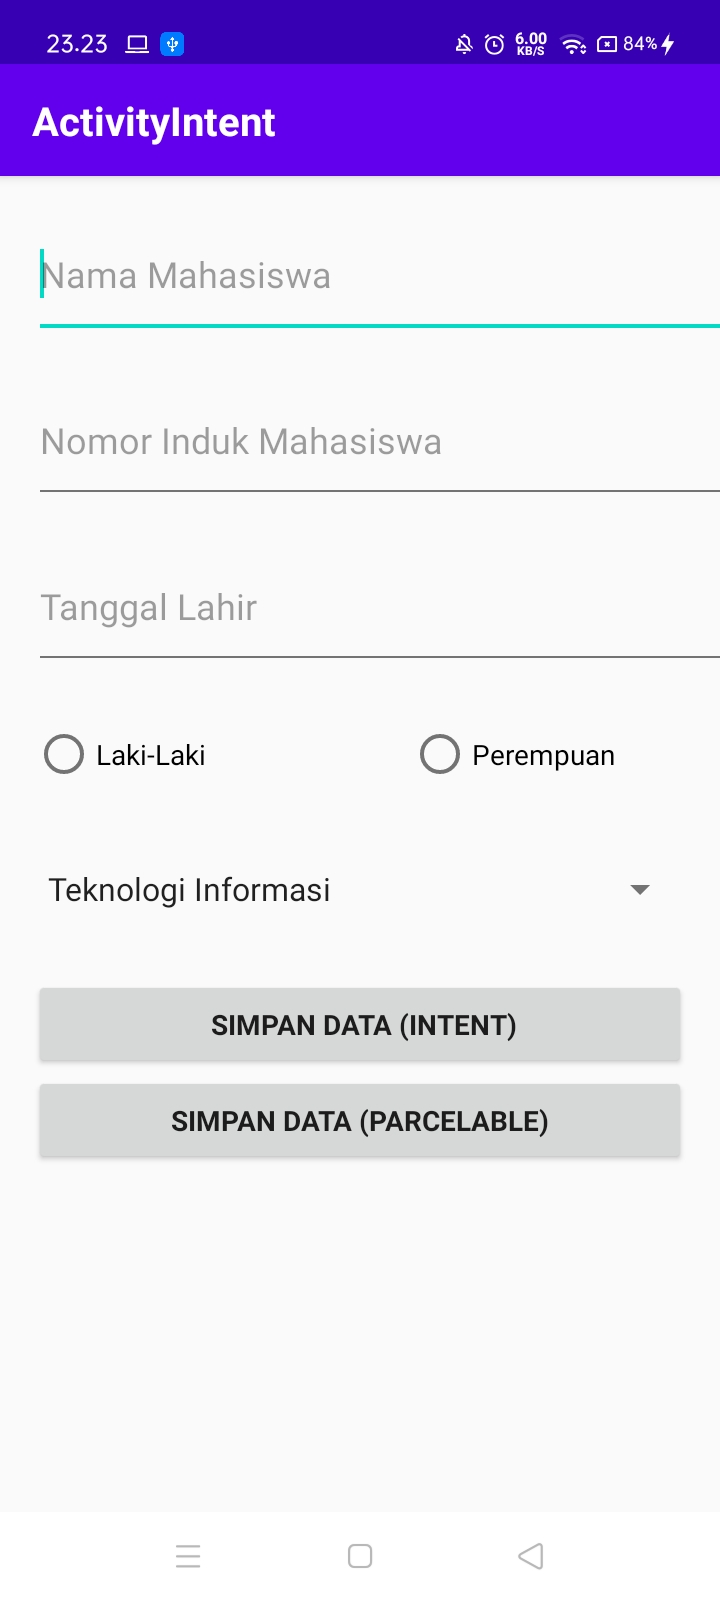 23.23 6.00 KB/S 84%
ActivityIntent
Nama Mahasiswa
Nomor Induk Mahasiswa
Tanggal Lahir
Laki-Laki Perempuan
Teknologi Informasi
SIMPAN DATA (INTENT)
SIMPAN DATA (PARCELABLE)